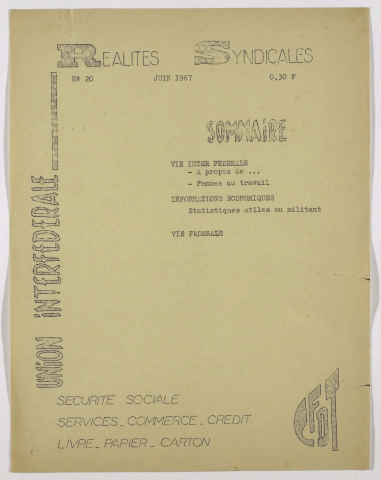 REALITES SYNDICALES
Nº 20 JUIN 1967 0,30 F
SOMMAIRE
VIE INTER FEDERALE
- A propos de ...
- Femmes au travail
INFORMATIONS ECONOMIQUES
Statistiques utiles au militant
VIE FEDERALE
UNION INTERFEDERALE
SECURITE SOCIALE
SERVICES_COMMERCE_CREDIT
LIVRE_PAPIER_CARTON
CFDT